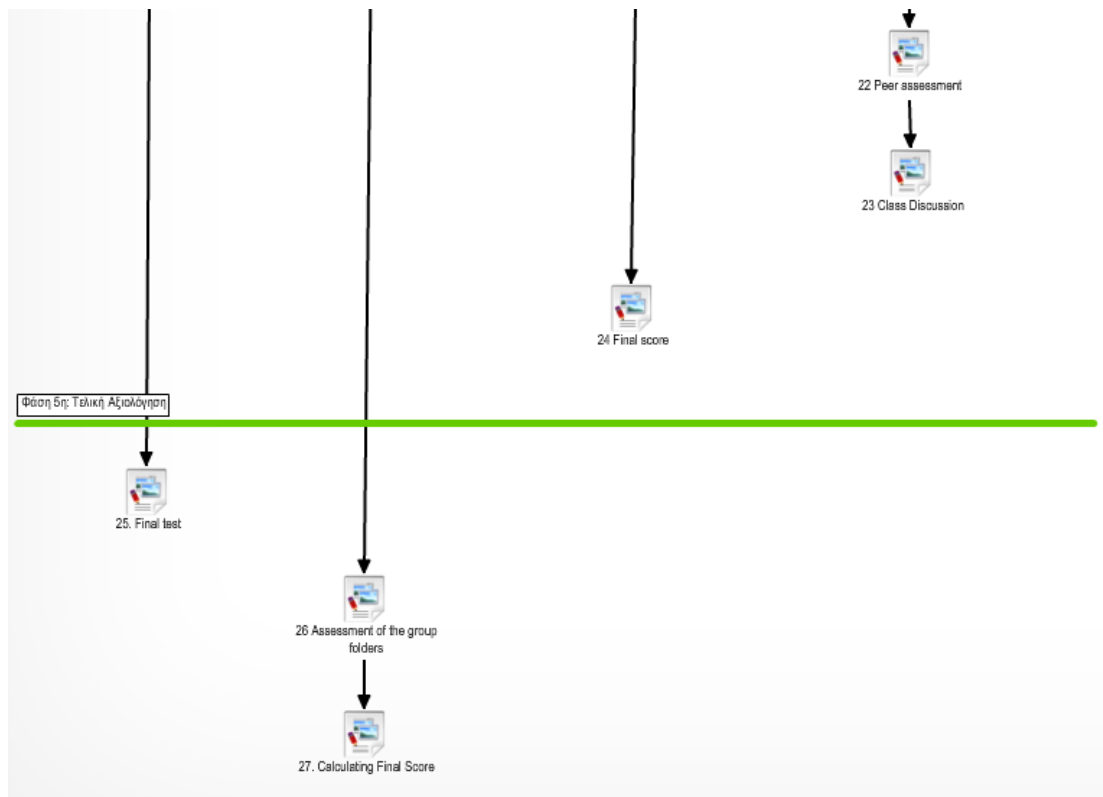 22 Peer assessment
23 Class Discussion
24 Final score
Φάση 5η: Τελική Αξιολόγηση
25. Final test
26 Assessment of the group
folders
27. Calculating Final Score